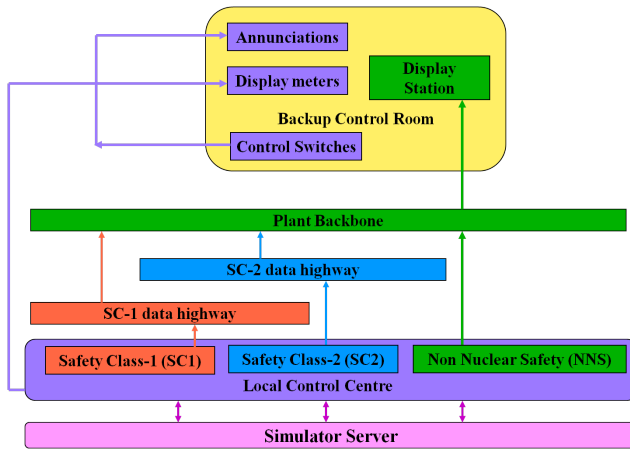 Annunciations
Display meters
Display
Station
Backup Control Room
Control Switches
Plant Backbone
SC-2 data highway
SC-1 data highway
Safety Class-1 (SC1)
Safety Class-2 (SC2)
Non Nuclear Safety (NNS)
Local Control Centre
Simulator Server